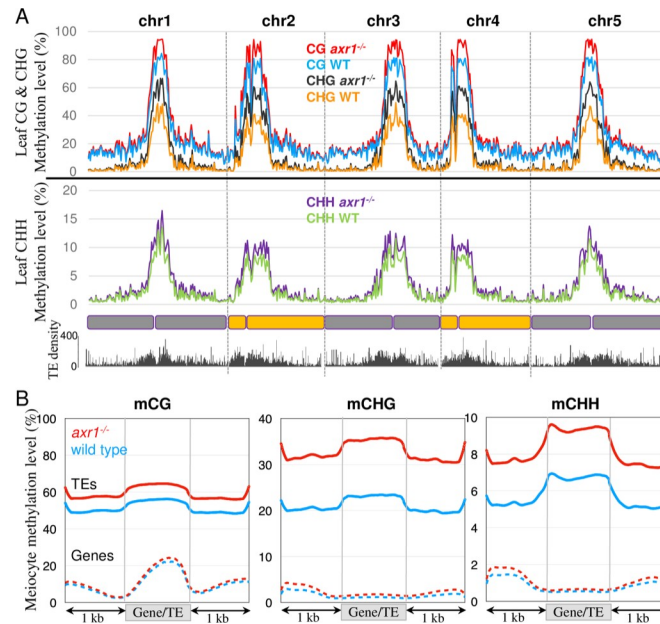 A
chr1 chr2 chr3 chr4 chr5
Leaf CG & CHG
Methylation level (%)
100
80
60
40
20
0
CG axr1-/-
CG WT
CHG axr1-/-
CHG WT
Leaf CHH
Methylation level (%)
20
15
10
5
0
CHH axr1-/-
CHH WT
TE density
400
0
B
mCG mCHG mCHH
Meiocyte methylation level (%)
100
80
60
40
20
0
axr1-/-
wild type
TEs
Genes
40
30
20
10
0
10
8
6
4
2
0
1 kb Gene/TE 1 kb 1 kb Gene/TE 1 kb 1 kb Gene/TE 1 kb